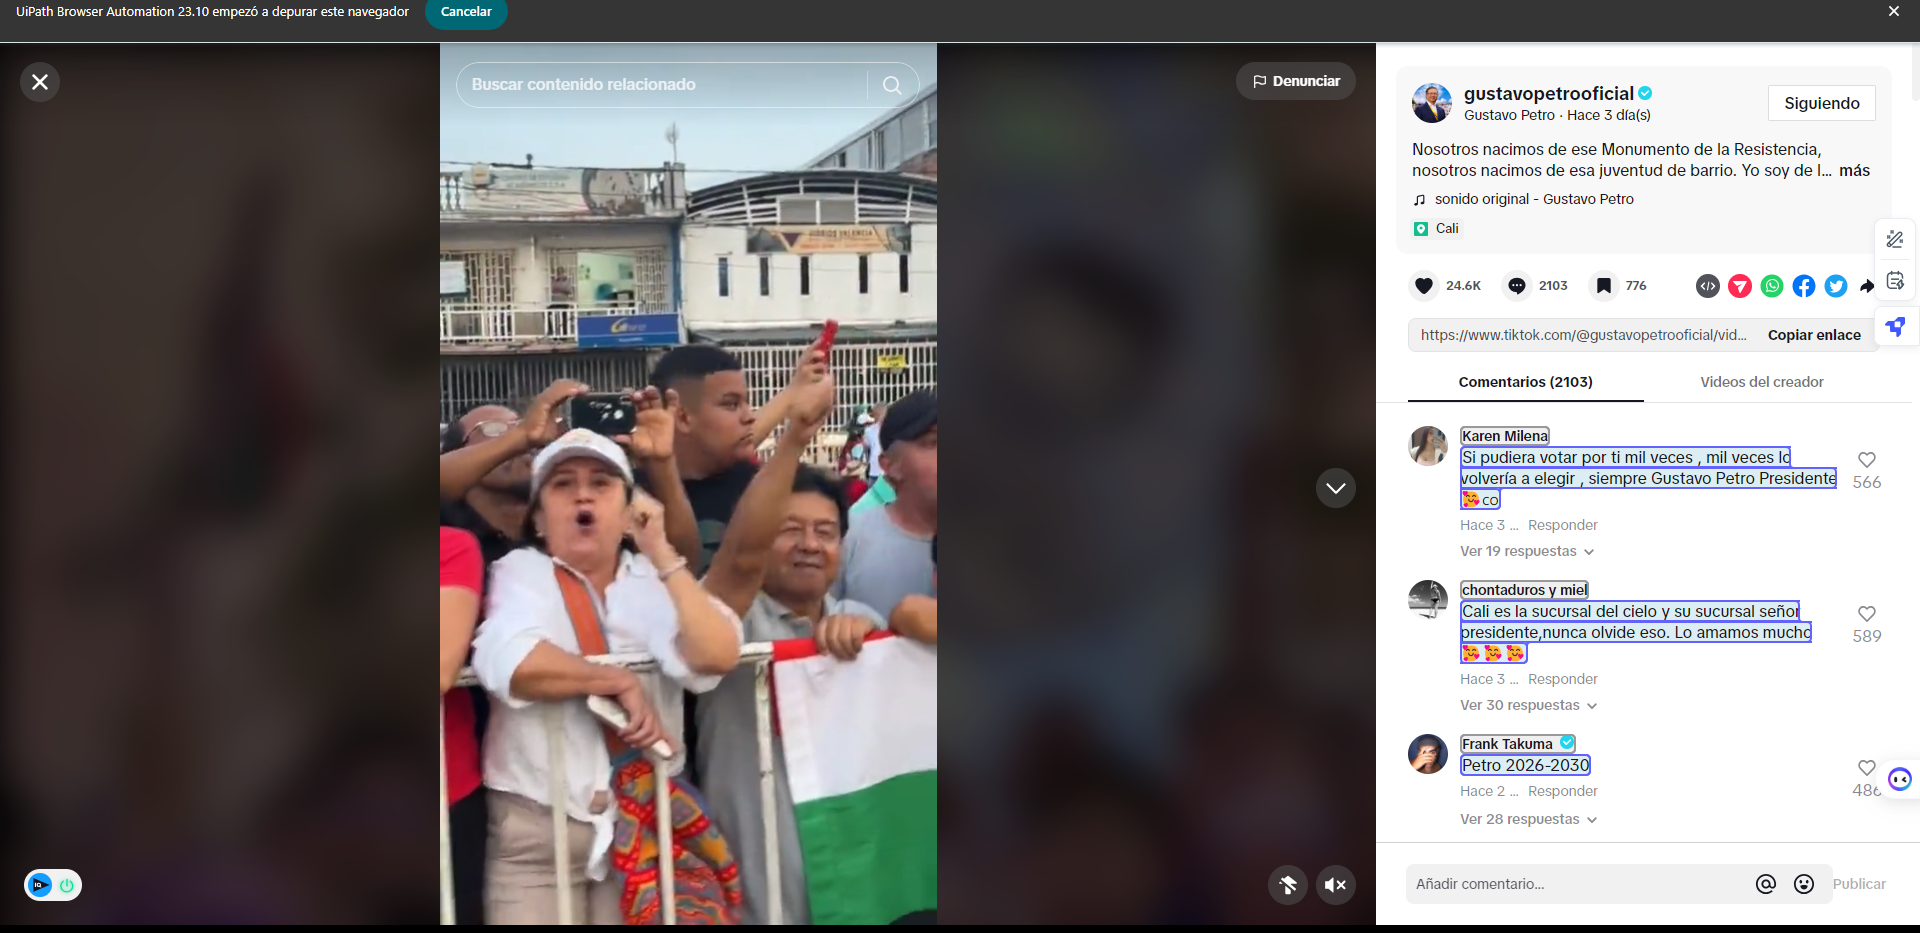 UiPath Browser Automation 23.10 empezó a depurar este navegador
Cancelar
Buscar contenido relacionado
Denunciar
gustavopetrooficial
Siguiendo
Gustavo Petro · Hace 3 día(s)
Nosotros nacimos de ese Monumento de la Resistencia,
nosotros nacimos de esa juventud de barrio. Yo soy de l... más
sonido original - Gustavo Petro
Cali
24.6K
2103
776
https://www.tiktok.com/@gustavopetrooficial/vid...
Copiar enlace
Comentarios (2103)
Videos del creador
Karen Milena
Si pudiera votar por ti mil veces , mil veces lo
volvería a elegir , siempre Gustavo Petro Presidente
🥰 co
566
Hace 3 ... Responder
Ver 19 respuestas
chontaduros y miel
Cali es la sucursal del cielo y su sucursal señor
presidente,nunca olvide eso. Lo amamos mucho
🥰 🥰 🥰
589
Hace 3 ... Responder
Ver 30 respuestas
Frank Takuma
Petro 2026-2030
486
Hace 2 ... Responder
Ver 28 respuestas
Añadir comentario...
Publicar